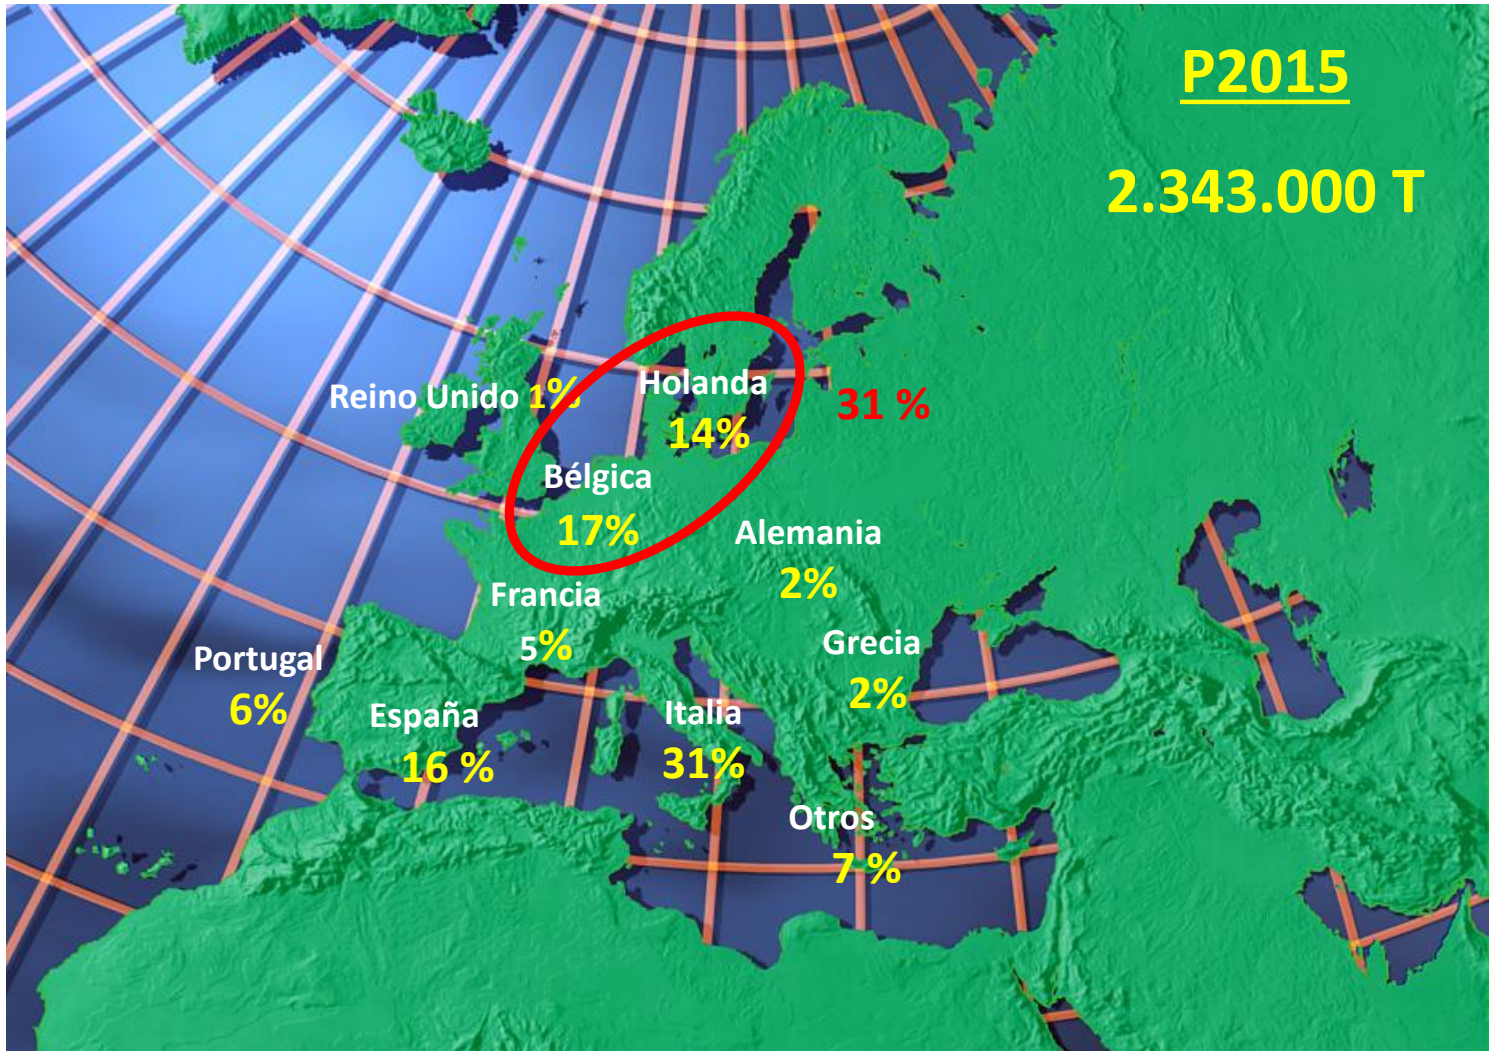 P2015
2.343.000 T
Reino Unido 1%
Holanda
14%
31 %
Bélgica
17%
Alemania
2%
Francia
5%
Grecia
2%
Portugal
6%
España
16 %
Italia
31%
Otros
7 %